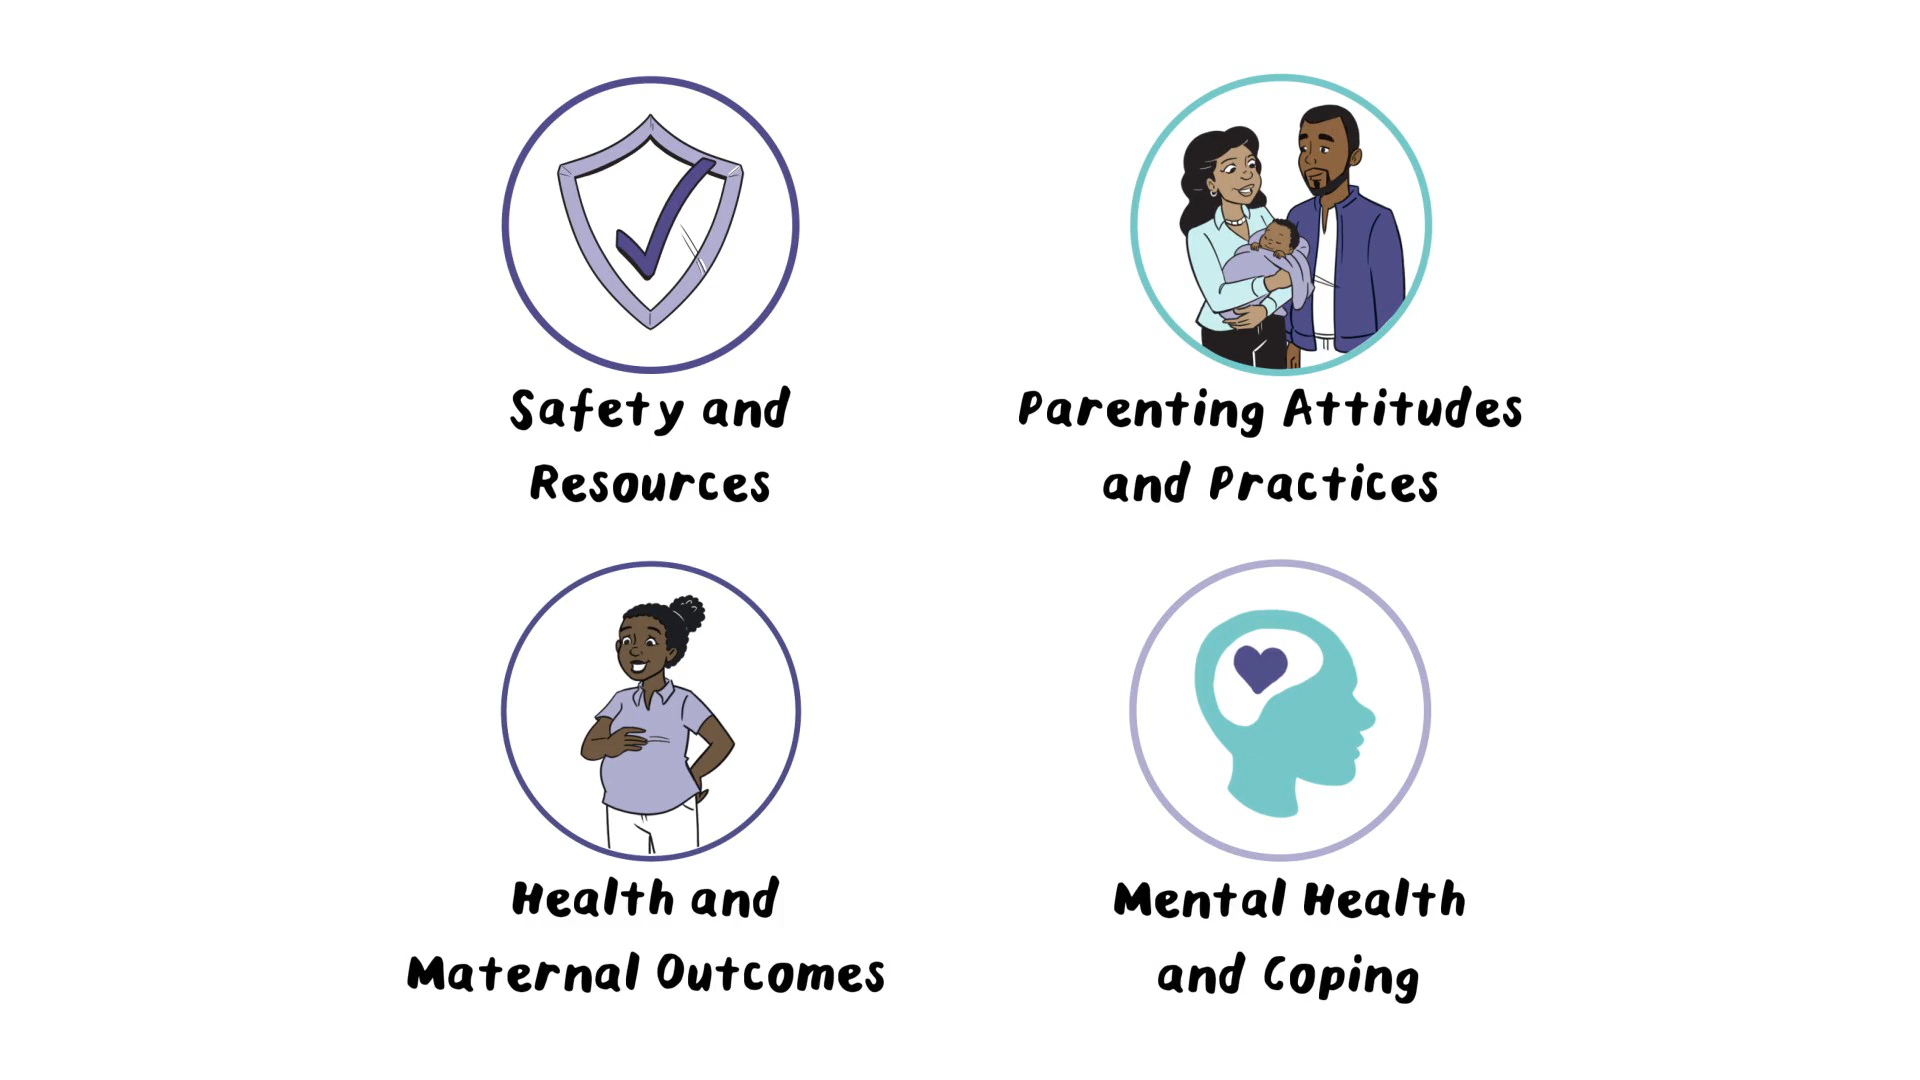 Safety and
Resources
Parenting Attitudes
and Practices
Health and
Maternal Outcomes
Mental Health
and Coping